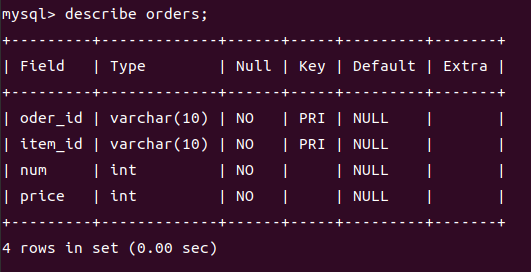 mysql> describe orders;
+---------+-------------+------+-----+---------+-------+
| Field   | Type        | Null | Key | Default | Extra |
+---------+-------------+------+-----+---------+-------+
| oder_id | varchar(10) | NO   | PRI | NULL    |       |
| item_id | varchar(10) | NO   | PRI | NULL    |       |
| num     | int         | NO   |     | NULL    |       |
| price   | int         | NO   |     | NULL    |       |
+---------+-------------+------+-----+---------+-------+
4 rows in set (0.00 sec)